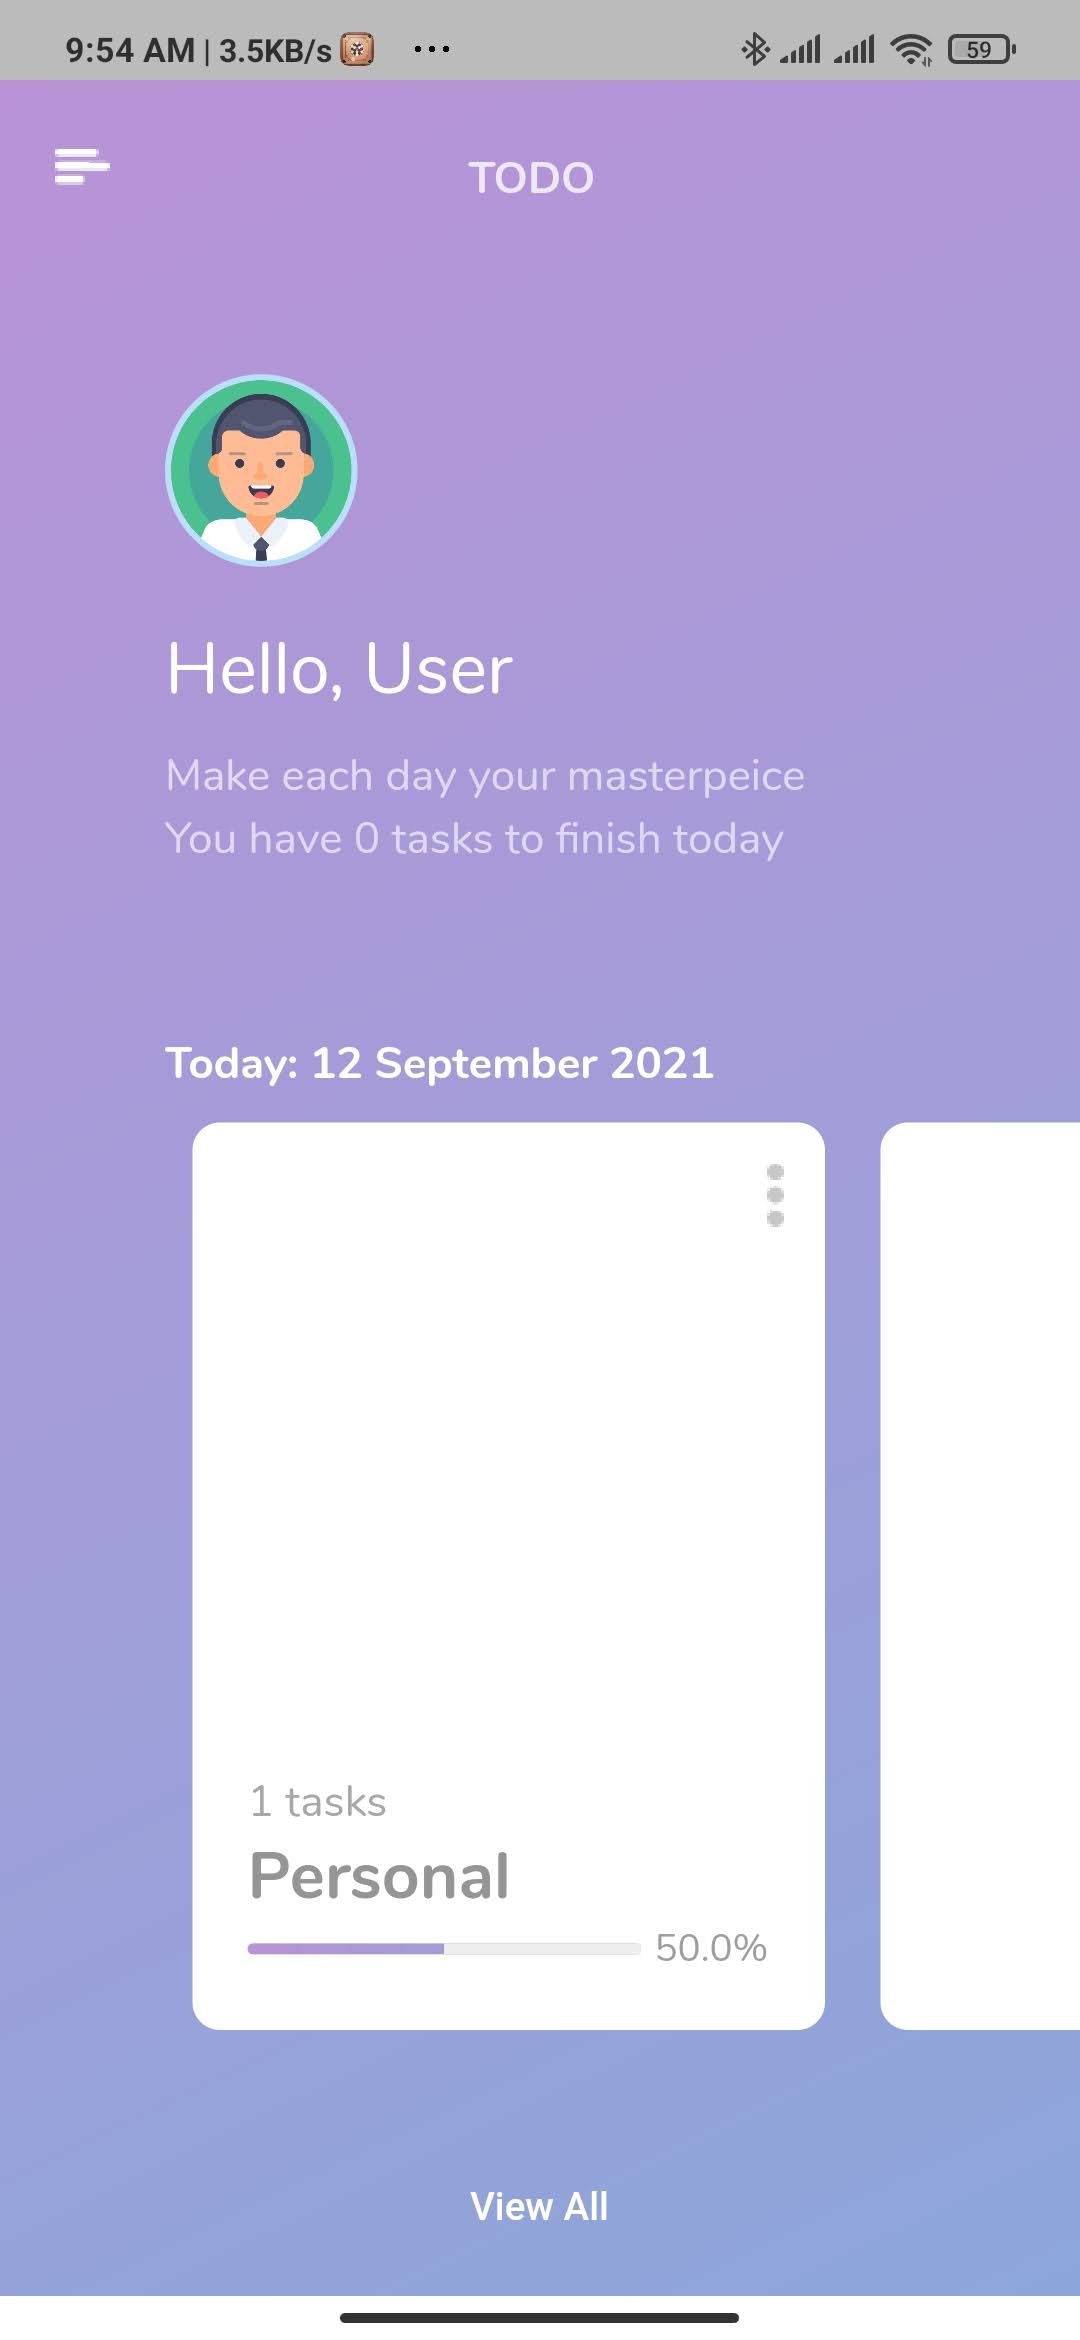 9:54 AM | 3.5KB/s ... 59
TODO
Hello, User
Make each day your masterpeice
You have 0 tasks to finish today
Today: 12 September 2021
1 tasks
Personal
50.0%
View All